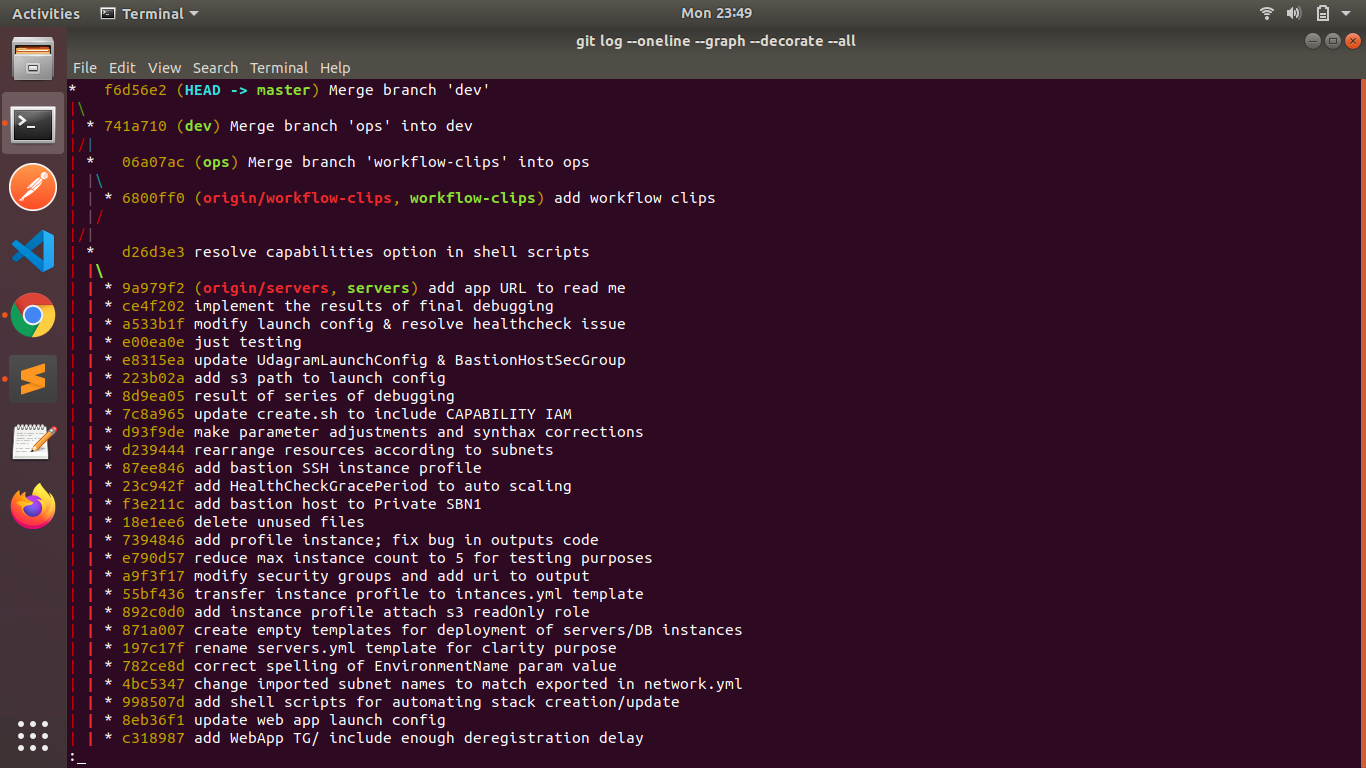 Activities Terminal Mon 23:49
git log --oneline --graph --decorate --all
File Edit View Search Terminal Help
*   f6d56e2 (HEAD -> master) Merge branch 'dev'
|\
| * 741a710 (dev) Merge branch 'ops' into dev
|/|
| *   06a07ac (ops) Merge branch 'workflow-clips' into ops
| |\
| | * 6800ff0 (origin/workflow-clips, workflow-clips) add workflow clips
| |/
|/|
| *   d26d3e3 resolve capabilities option in shell scripts
| |\
| | * 9a979f2 (origin/servers, servers) add app URL to read me
| | * ce4f202 implement the results of final debugging
| | * a533b1f modify launch config & resolve healthcheck issue
| | * e00ea0e just testing
| | * e8315ea update UdagramLaunchConfig & BastionHostSecGroup
| | * 223b02a add s3 path to launch config
| | * 8d9ea05 result of series of debugging
| | * 7c8a965 update create.sh to include CAPABILITY IAM
| | * d93f9de make parameter adjustments and synthax corrections
| | * d239444 rearrange resources according to subnets
| | * 87ee846 add bastion SSH instance profile
| | * 23c942f add HealthCheckGracePeriod to auto scaling
| | * f3e211c add bastion host to Private SBN1
| | * 18e1ee6 delete unused files
| | * 7394846 add profile instance; fix bug in outputs code
| | * e790d57 reduce max instance count to 5 for testing purposes
| | * a9f3f17 modify security groups and add uri to output
| | * 55bf436 transfer instance profile to intances.yml template
| | * 892c0d0 add instance profile attach s3 readOnly role
| | * 871a007 create empty templates for deployment of servers/DB instances
| | * 197c17f rename servers.yml template for clarity purpose
| | * 782ce8d correct spelling of EnvironmentName param value
| | * 4bc5347 change imported subnet names to match exported in network.yml
| | * 998507d add shell scripts for automating stack creation/update
| | * 8eb36f1 update web app launch config
| | * c318987 add WebApp TG/ include enough deregistration delay
: